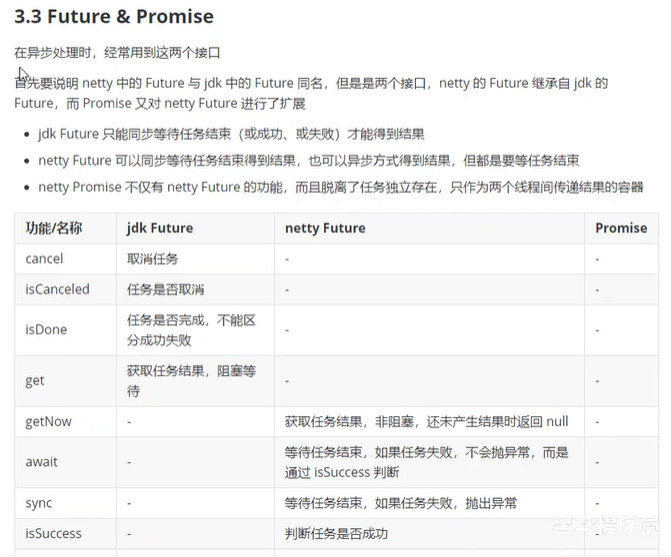 3.3 Future & Promise
在异步处理时，经常用到这两个接口
首先要说明 netty 中的 Future 与 jdk 中的 Future 同名，但是是两个接口，netty 的 Future 继承自 jdk 的
Future，而 Promise 又对 netty Future 进行了扩展
• jdk Future 只能同步等待任务结束（或成功、或失败）才能得到结果
• netty Future 可以同步等待任务结束得到结果，也可以异步方式得到结果，但都是要等任务结束
• netty Promise 不仅有 netty Future 的功能，而且脱离了任务独立存在，只作为两个线程间传递结果的容器
功能/名称 jdk Future netty Future Promise
cancel 取消任务 - -
isCanceled 任务是否取消 - -
isDone 任务是否完成，不能区 - -
分成功失败
get 获取任务结果，阻塞等 - -
待
getNow - 获取任务结果，非阻塞，还未产生结果时返回 null -
await - 等待任务结束，如果任务失败，不会抛异常，而是 -
通过 isSuccess 判断
sync - 等待任务结束，如果任务失败，抛出异常 -
isSuccess - 判断任务是否成功 -
黑马程序员